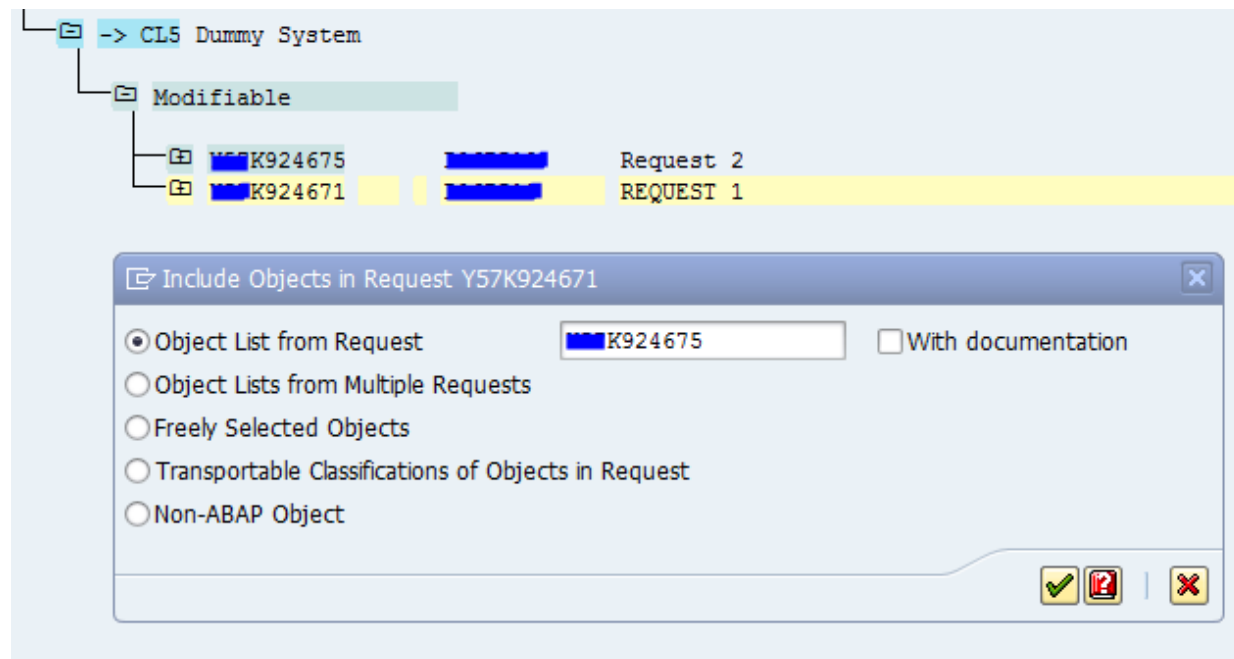 -> CL5 Dummy System
Modifiable
K924675 Request 2
K924671 REQUEST 1
Include Objects in Request Y57K924671
Object List from Request K924675 With documentation
Object Lists from Multiple Requests
Freely Selected Objects
Transportable Classifications of Objects in Request
Non-ABAP Object